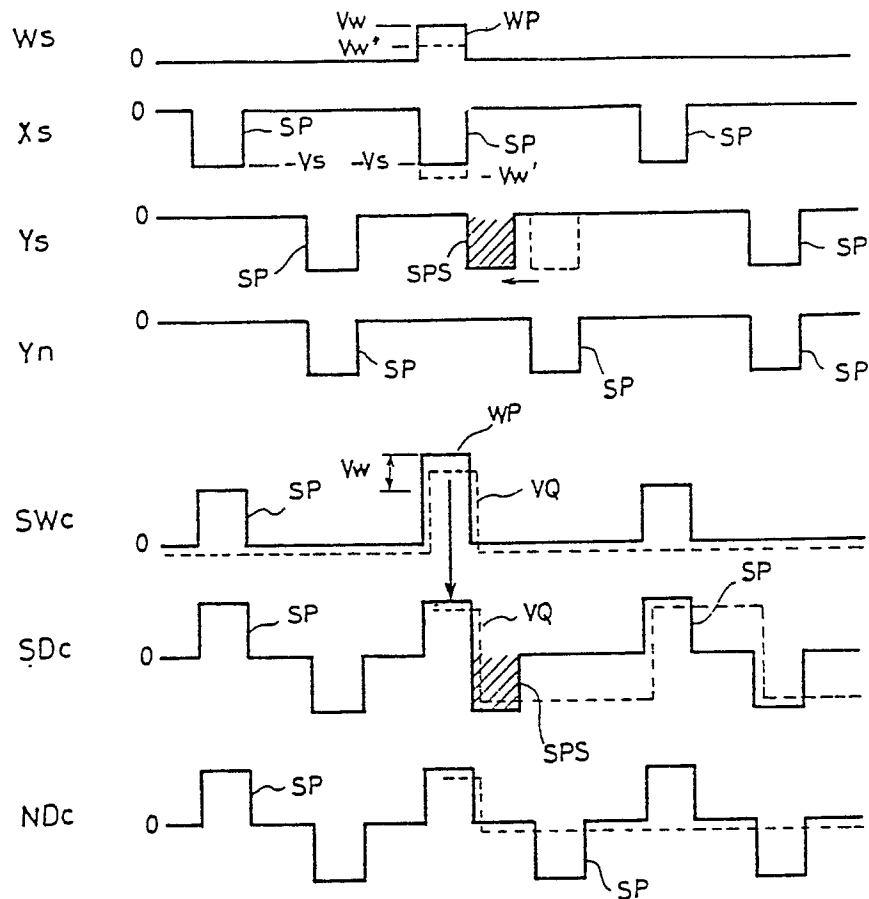 Ws 0 Vw Vw' WP
Xs 0 SP -Vs -Vs SP -Vw' SP
Ys 0 SP SPS SP
Yn 0 SP SP SP
SWc 0 SP Vw WP VQ
SDc 0 SP VQ SPS SP
NDc 0 SP SP